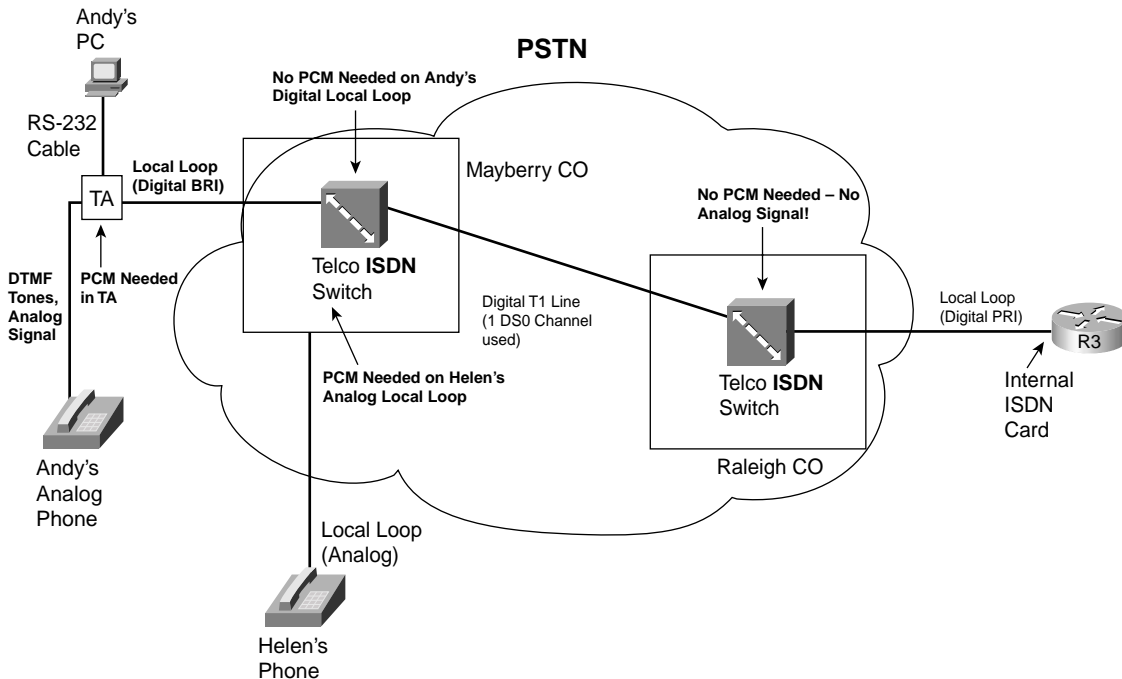 Andy's
PC
PSTN
No PCM Needed on Andy's
Digital Local Loop
RS-232
Cable
Local Loop
(Digital BRI)
Mayberry CO
TA
No PCM Needed – No
Analog Signal!
DTMF
Tones,
Analog
Signal
PCM Needed
in TA
Telco ISDN
Switch
Digital T1 Line
(1 DS0 Channel
used)
Local Loop
(Digital PRI)
R3
PCM Needed on Helen's
Analog Local Loop
Telco ISDN
Switch
Internal
ISDN
Card
Andy's
Analog
Phone
Raleigh CO
Local Loop
(Analog)
Helen's
Phone